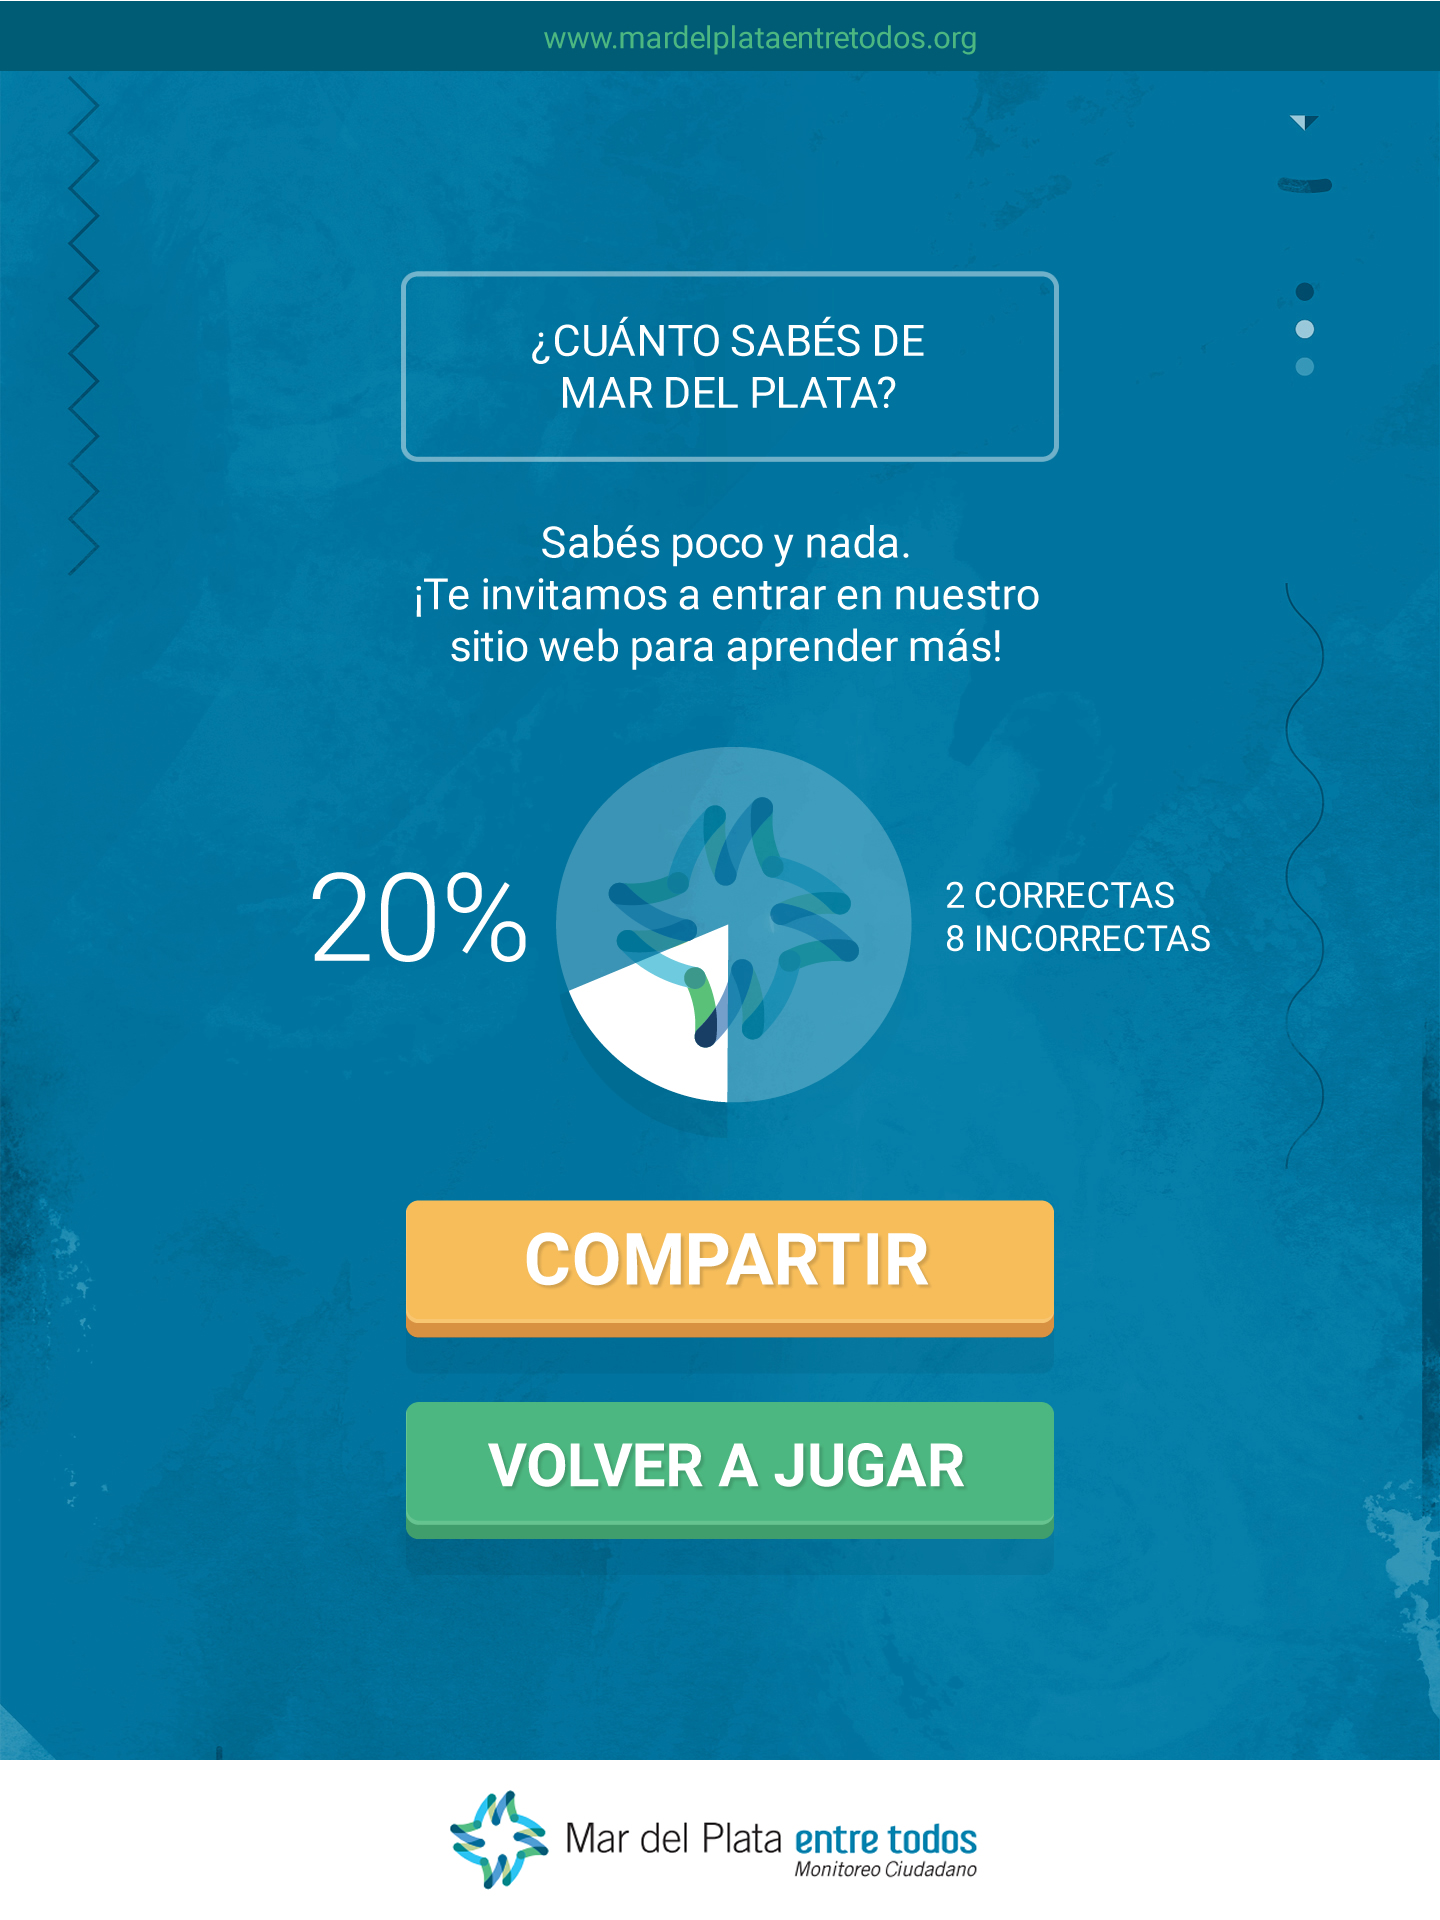 www.mardelplataentretodos.org
¿CUÁNTO SABÉS DE
MAR DEL PLATA?
Sabés poco y nada.
¡Te invitamos a entrar en nuestro
sitio web para aprender más!
20%
2 CORRECTAS
8 INCORRECTAS
COMPARTIR
VOLVER A JUGAR
Mar del Plata entre todos
Monitoreo Ciudadano